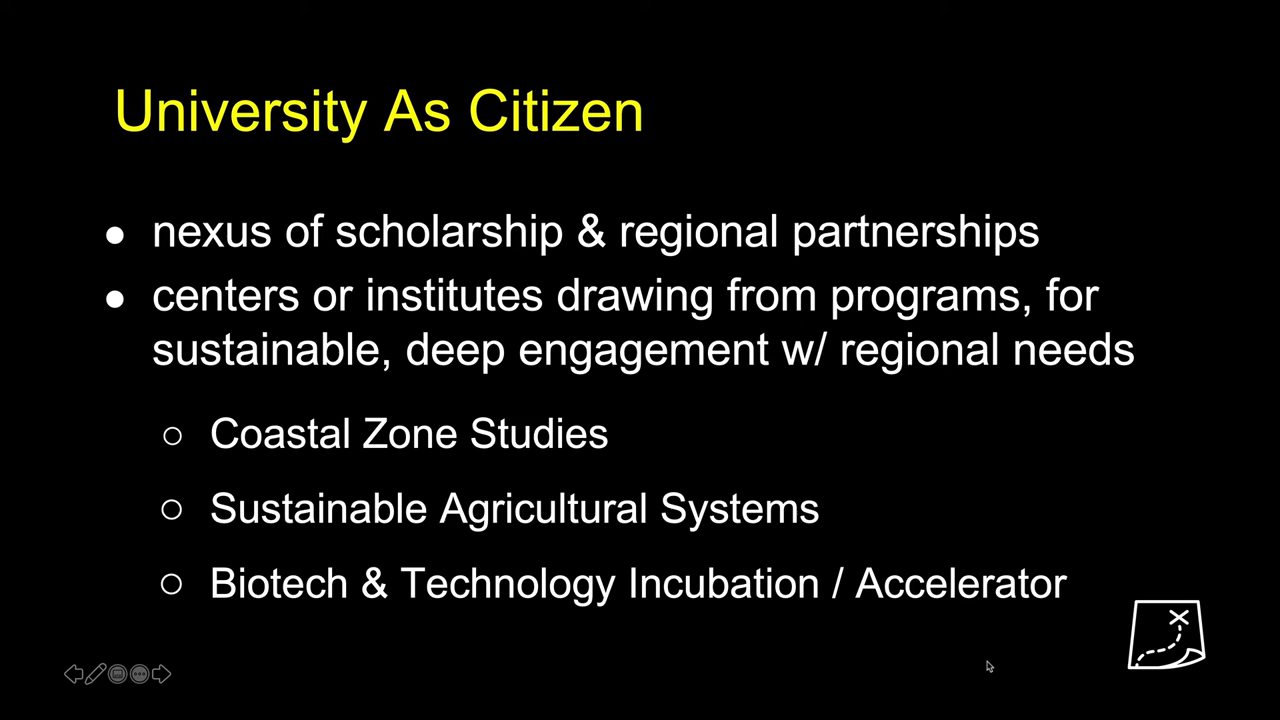 University As Citizen
● nexus of scholarship & regional partnerships
● centers or institutes drawing from programs, for
sustainable, deep engagement w/ regional needs
○ Coastal Zone Studies
○ Sustainable Agricultural Systems
○ Biotech & Technology Incubation / Accelerator